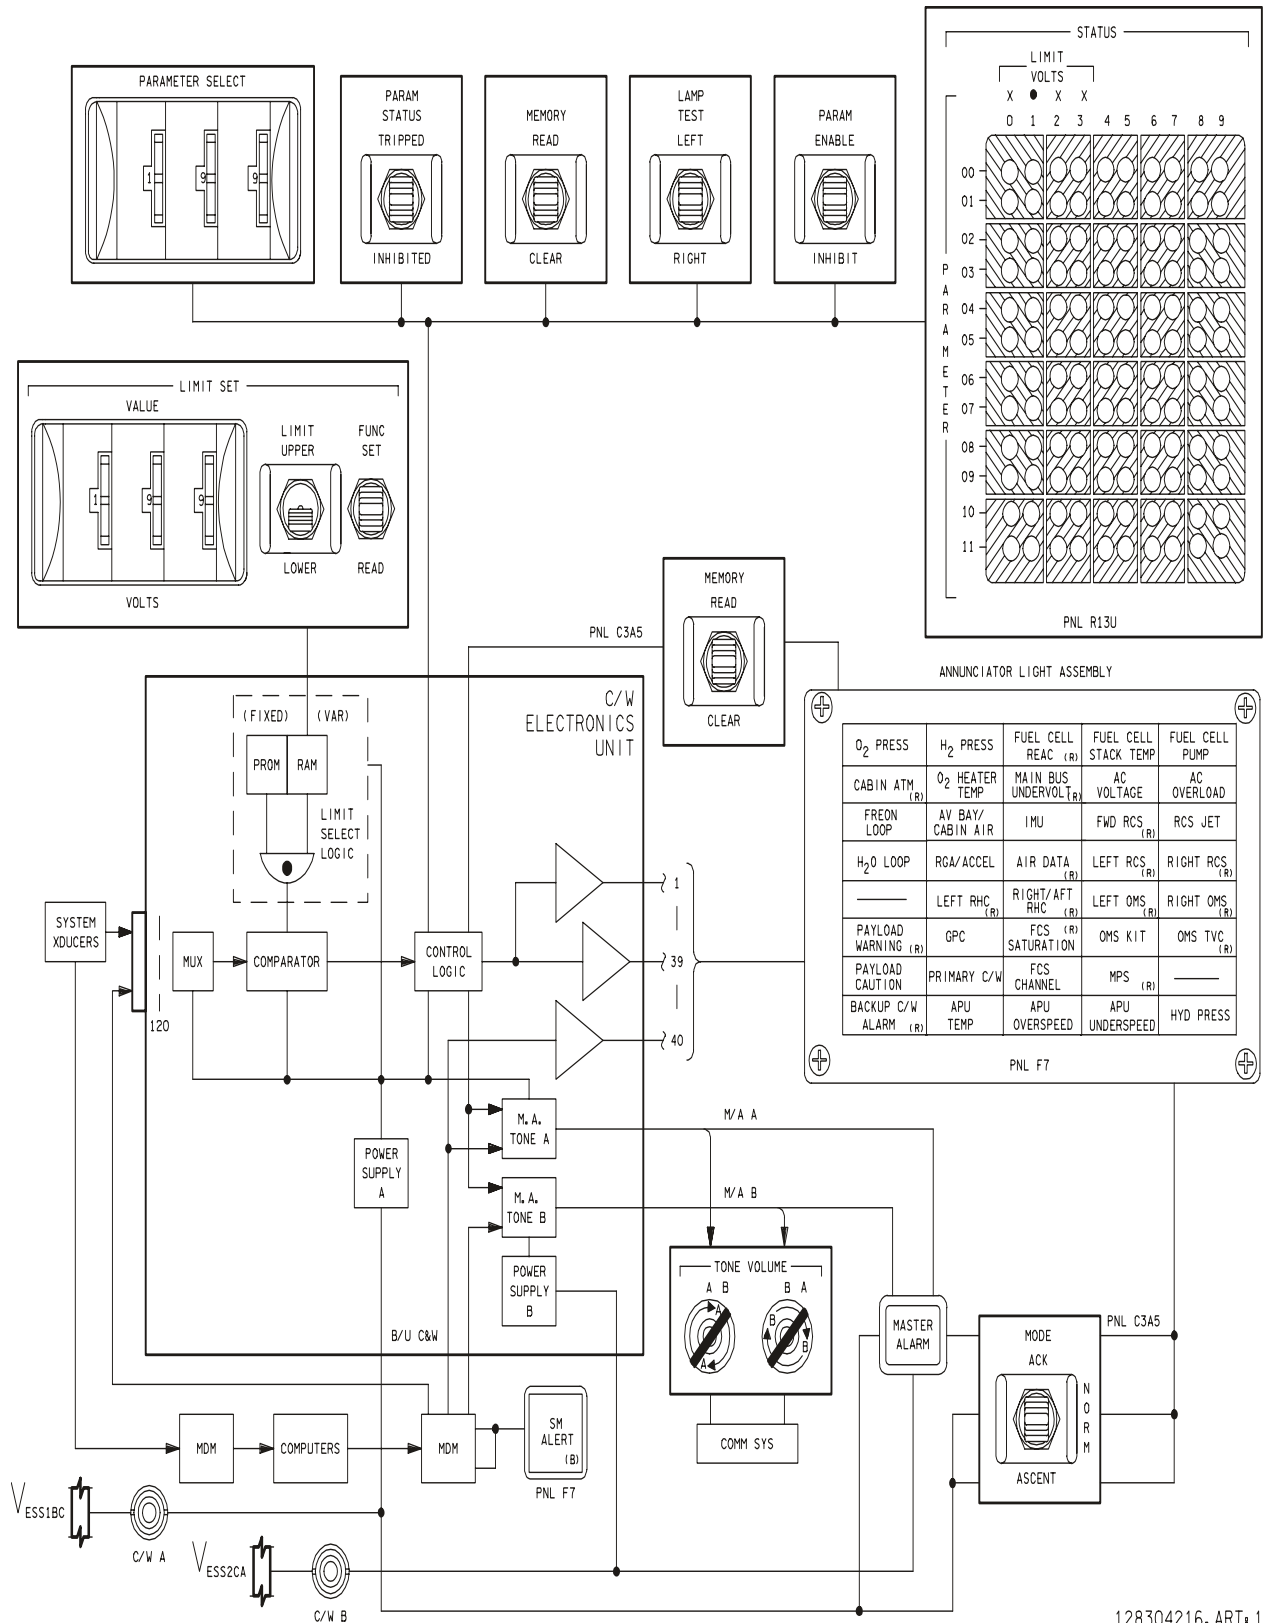 STATUS
LIMIT
VOLTS
X ● X X
0 1 2 3 4 5 6 7 8 9
00
01
02
03
04
05
06
07
08
09
10
11
PARAMETER
PNL R13U
PARAMETER SELECT
1 9 9
PARAM
STATUS
TRIPPED
INHIBITED
MEMORY
READ
CLEAR
LAMP
TEST
LEFT
RIGHT
PARAM
ENABLE
INHIBIT
LIMIT SET
VALUE
1 9 9
VOLTS
LIMIT
UPPER
LOWER
FUNC
SET
READ
PNL C3A5
MEMORY
READ
CLEAR
C/W
ELECTRONICS
UNIT
(FIXED) (VAR)
PROM RAM
LIMIT
SELECT
LOGIC
SYSTEM
XDUCERS
120
MUX
COMPARATOR
CONTROL
LOGIC
1
39
40
ANNUNCIATOR LIGHT ASSEMBLY
O2 PRESS
H2 PRESS
FUEL CELL
REAC (R)
FUEL CELL
STACK TEMP
FUEL CELL
PUMP
CABIN ATM (R)
O2 HEATER
TEMP
MAIN BUS
UNDERVOLT (R)
AC
VOLTAGE
AC
OVERLOAD
FREON
LOOP
AV BAY/
CABIN AIR
IMU
FWD RCS (R)
RCS JET
H2O LOOP
RGA/ACCEL
AIR DATA (R)
LEFT RCS (R)
RIGHT RCS (R)
LEFT RHC (R)
RIGHT/AFT
RHC (R)
LEFT OMS (R)
RIGHT OMS (R)
PAYLOAD
WARNING (R)
GPC
FCS (R)
SATURATION
OMS KIT
OMS TVC (R)
PAYLOAD
CAUTION
PRIMARY C/W
FCS
CHANNEL
MPS (R)
BACKUP C/W
ALARM (R)
APU
TEMP
APU
OVERSPEED
APU
UNDERSPEED
HYD PRESS
PNL F7
M.A.
TONE A
M/A A
M.A.
TONE B
M/A B
POWER
SUPPLY
A
POWER
SUPPLY
B
B/U C&W
TONE VOLUME
A B
A
A
B A
B
B
COMM SYS
MASTER
ALARM
PNL C3A5
MODE
ACK
NORM
ASCENT
MDM
COMPUTERS
MDM
SM
ALERT
(B)
PNL F7
VESS1BC
C/W A
VESS2CA
C/W B
128304216.ART: 1